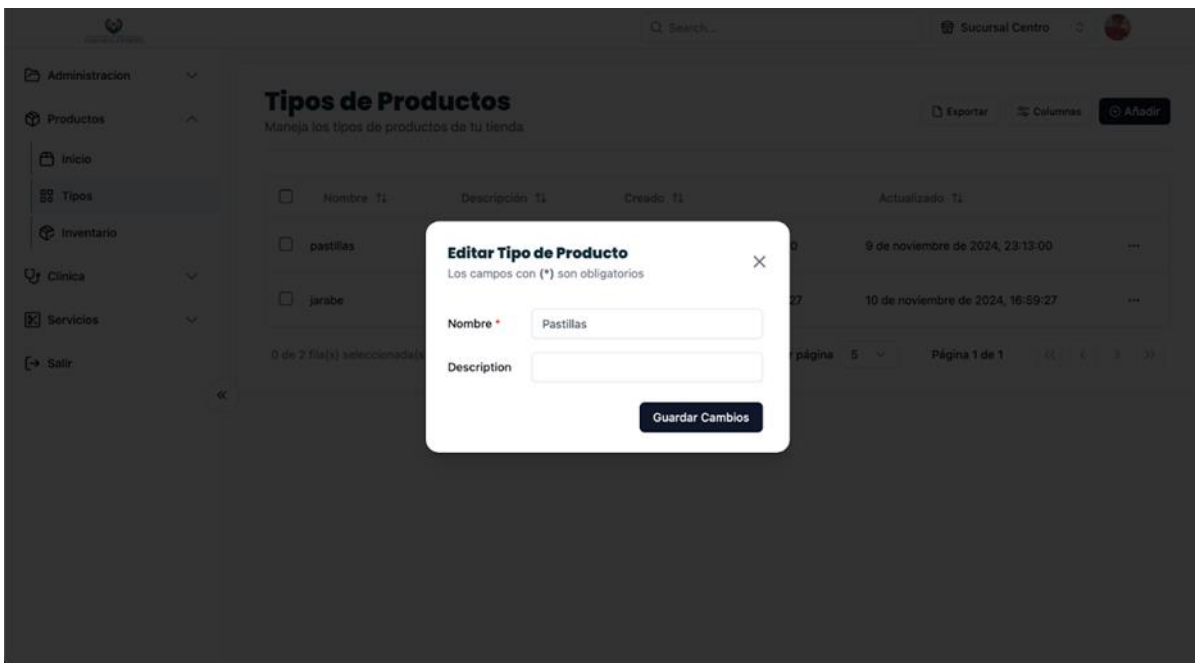 Search...
Sucursal Centro
Administracion
Productos
Inicio
Tipos
Inventario
Clinica
Servicios
Salir
Tipos de Productos
Maneja los tipos de productos de tu tienda
Exportar
Columnas
Añadir
Nombre
Descripción
Creado
Actualizado
pastillas
0
9 de noviembre de 2024, 23:13:00
jarabe
27
10 de noviembre de 2024, 16:59:27
0 de 2 fila(s) seleccionada(s
r página
5
Página 1 de 1
Editar Tipo de Producto
Los campos con (*) son obligatorios
Nombre *
Pastillas
Description
Guardar Cambios